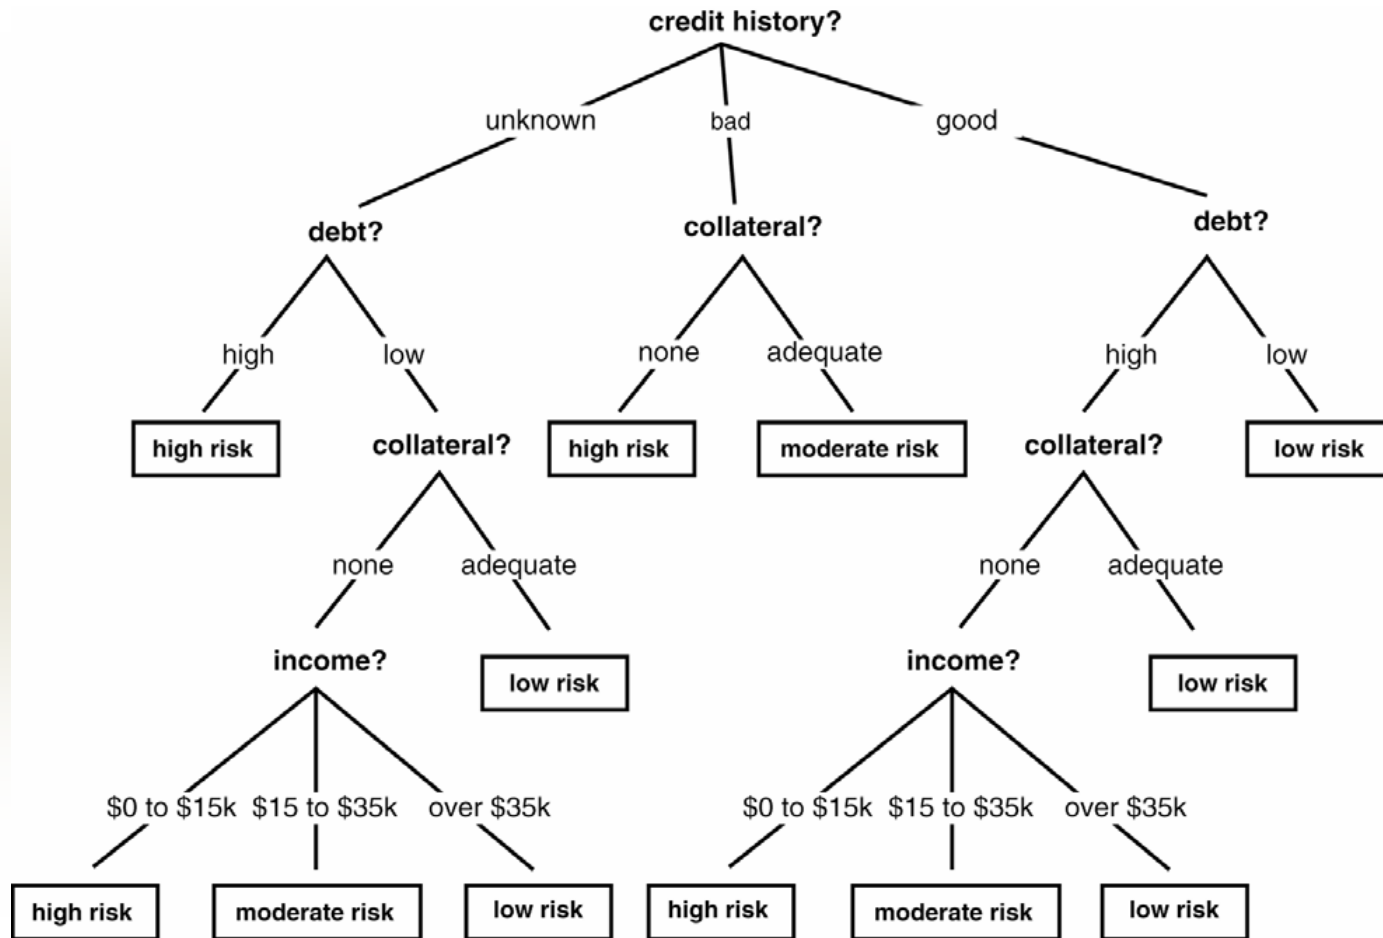 credit history?
unknown
bad
good
debt?
collateral?
debt?
high
low
none
adequate
high
low
high risk
collateral?
high risk
moderate risk
collateral?
low risk
none
adequate
none
adequate
income?
low risk
income?
low risk
$0 to $15k
$15 to $35k
over $35k
$0 to $15k
$15 to $35k
over $35k
high risk
moderate risk
low risk
high risk
moderate risk
low risk